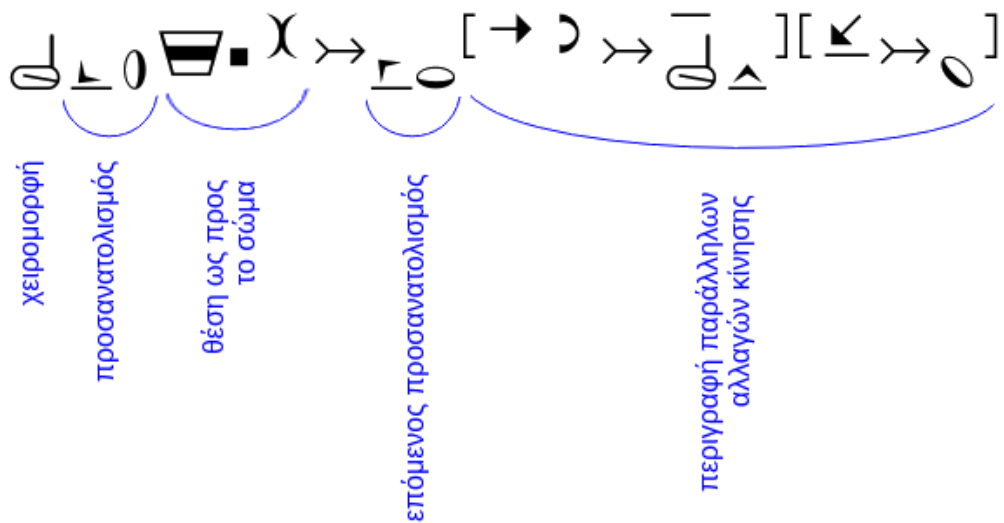 χειρομορφή
προσανατολισμός
θέση ως προς
το σώμα
επόμενος προσανατολισμός
περιγραφή παράλληλων
αλλαγών κίνησης